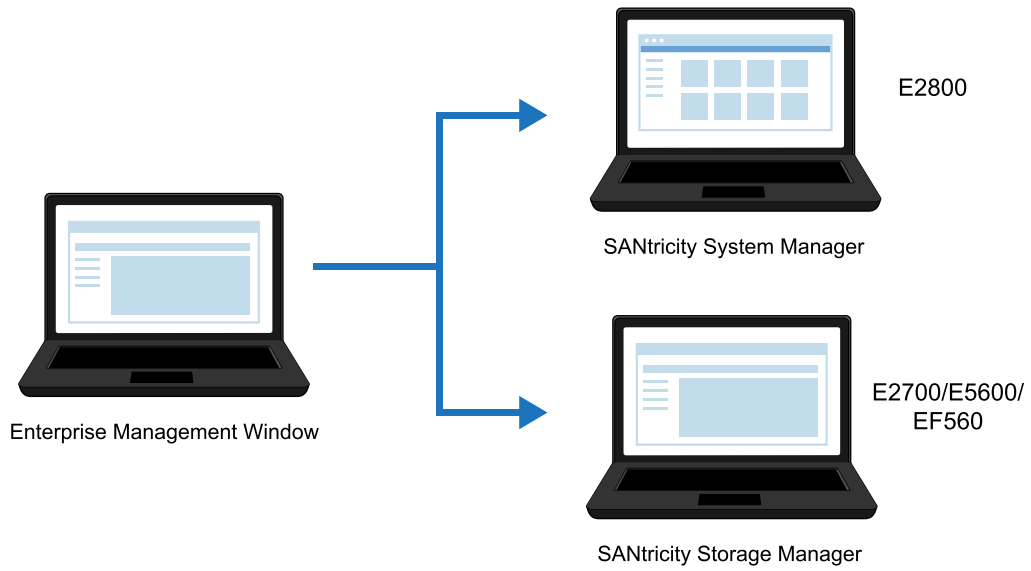 E2800
SANtricity System Manager
Enterprise Management Window
E2700/E5600/
EF560
SANtricity Storage Manager